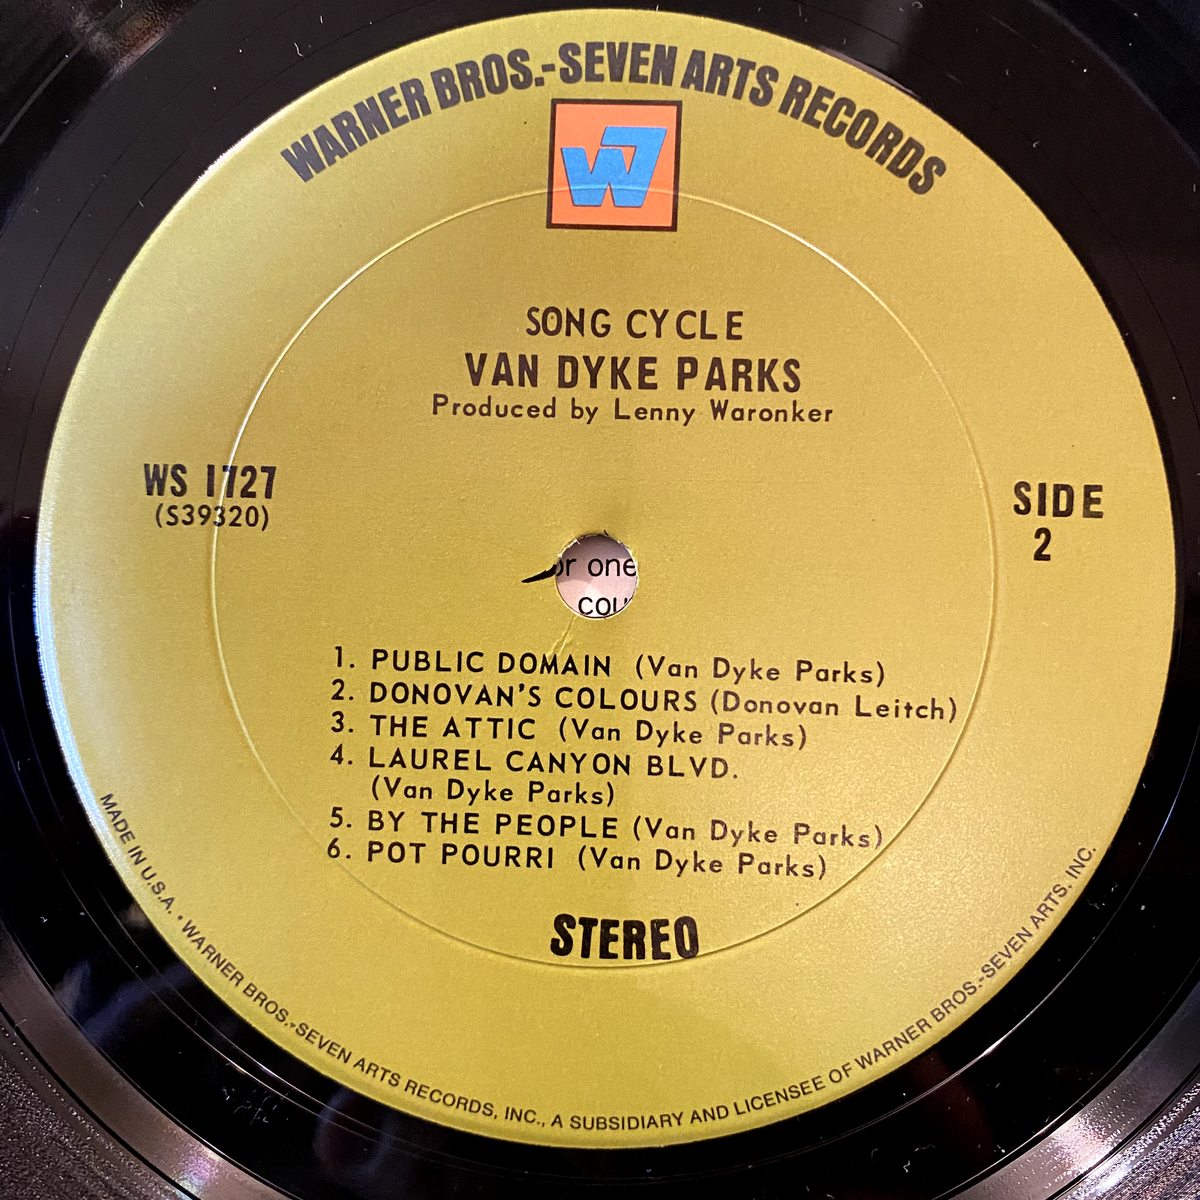 WARNER BROS.-SEVEN ARTS RECORDS
W7
SONG CYCLE
VAN DYKE PARKS
Produced by Lenny Waronker
WS 1727
(S39320)
SIDE
2
or one
1. PUBLIC DOMAIN (Van Dyke Parks)
2. DONOVAN'S COLOURS (Donovan Leitch)
3. THE ATTIC (Van Dyke Parks)
4. LAUREL CANYON BLVD.
(Van Dyke Parks)
5. BY THE PEOPLE (Van Dyke Parks)
6. POT POURRI (Van Dyke Parks)
STEREO
MADE IN U.S.A. • WARNER BROS.-SEVEN ARTS RECORDS, INC., A SUBSIDIARY AND LICENSEE OF WARNER BROS.-SEVEN ARTS, INC.